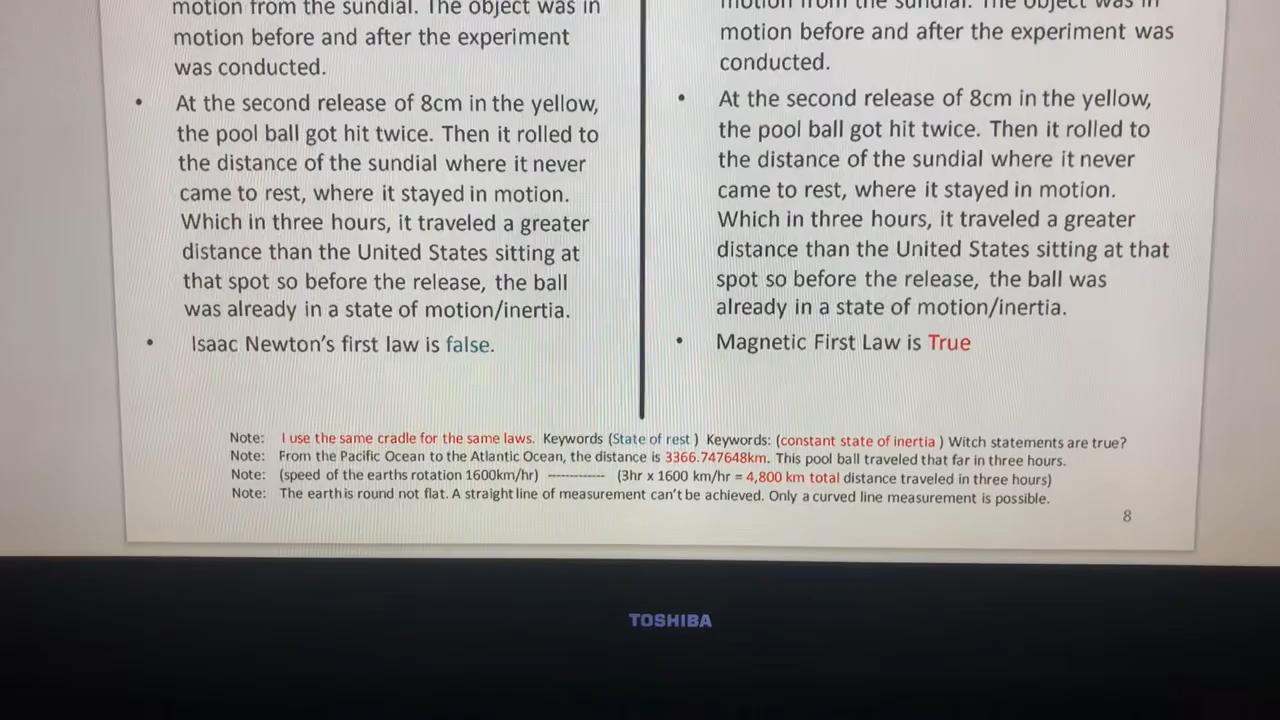 motion from the sundial. The object was in
motion before and after the experiment
was conducted.
• At the second release of 8cm in the yellow,
the pool ball got hit twice. Then it rolled to
the distance of the sundial where it never
came to rest, where it stayed in motion.
Which in three hours, it traveled a greater
distance than the United States sitting at
that spot so before the release, the ball
was already in a state of motion/inertia.
• Isaac Newton's first law is false.
motion from the sundial. The object was in
motion before and after the experiment was
conducted.
• At the second release of 8cm in the yellow,
the pool ball got hit twice. Then it rolled to
the distance of the sundial where it never
came to rest, where it stayed in motion.
Which in three hours, it traveled a greater
distance than the United States sitting at that
spot so before the release, the ball was
already in a state of motion/inertia.
• Magnetic First Law is True
Note: I use the same cradle for the same laws. Keywords (State of rest ) Keywords: (constant state of inertia ) Witch statements are true?
Note: From the Pacific Ocean to the Atlantic Ocean, the distance is 3366.747648km. This pool ball traveled that far in three hours.
Note: (speed of the earths rotation 1600km/hr) ------------- (3hr x 1600 km/hr = 4,800 km total distance traveled in three hours)
Note: The earth is round not flat. A straight line of measurement can't be achieved. Only a curved line measurement is possible.
8
TOSHIBA